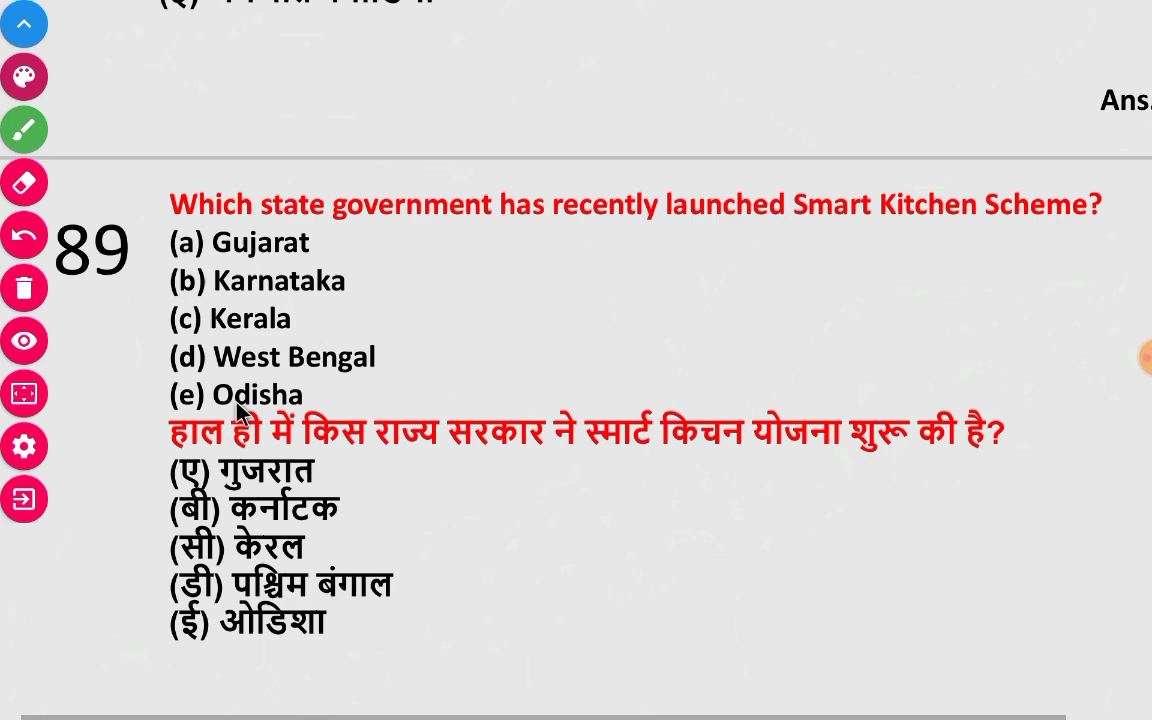 Ans.
89
Which state government has recently launched Smart Kitchen Scheme?
(a) Gujarat
(b) Karnataka
(c) Kerala
(d) West Bengal
(e) Odisha
हाल ही में किस राज्य सरकार ने स्मार्ट किचन योजना शुरू की है?
(ए) गुजरात
(बी) कर्नाटक
(सी) केरल
(डी) पश्चिम बंगाल
(ई) ओडिशा